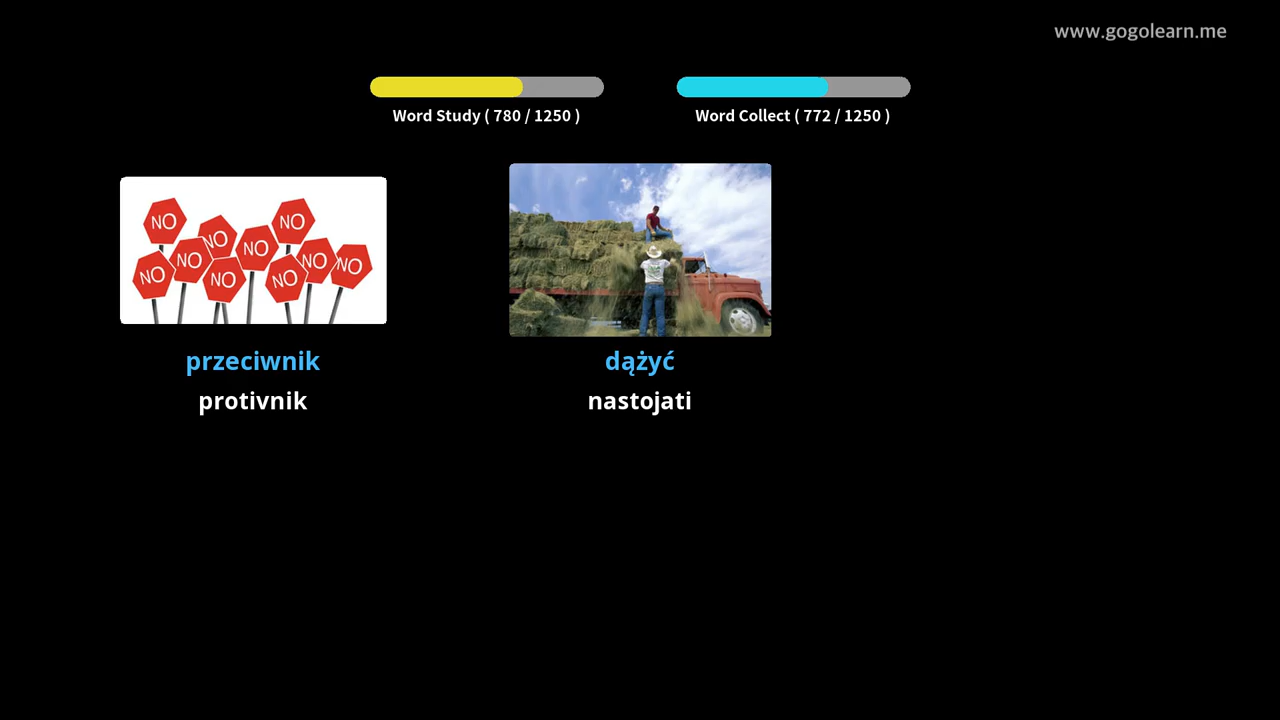 www.gogolearn.me
Word Study ( 780 / 1250 )
Word Collect ( 772 / 1250 )
NO
NO
NO
NO
NO
NO
NO
NO
NO
NO
przeciwnik
dążyć
protivnik
nastojati